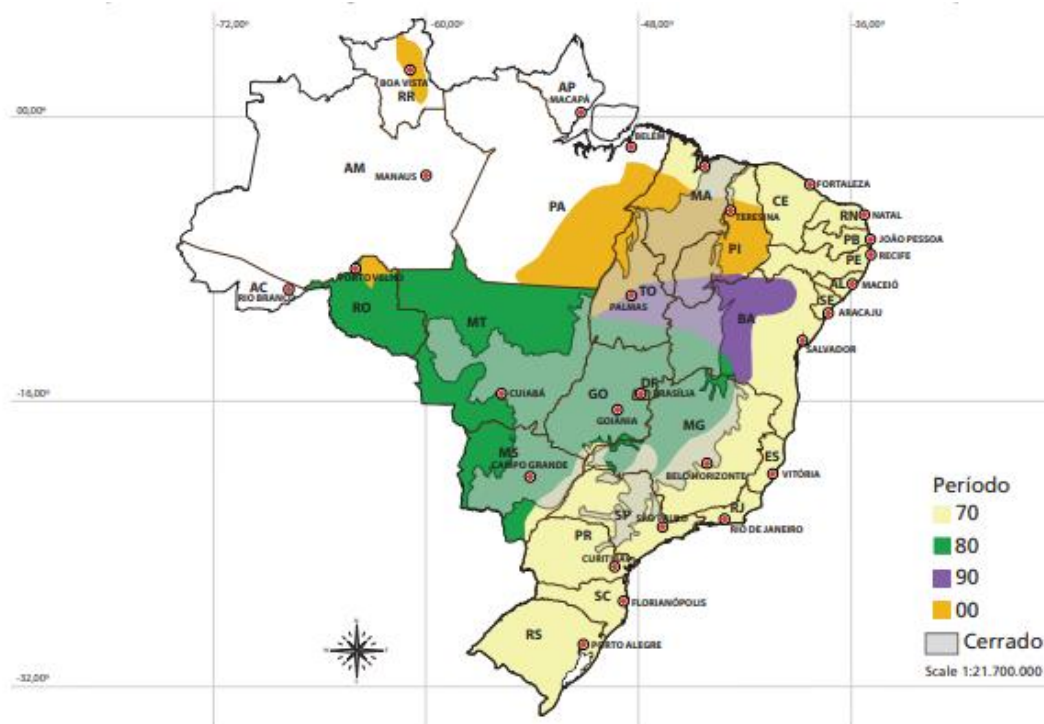 -72,00º
-60,00º
-48,00º
-36,00º
BOA VISTA
RR
AP
MACAPÁ
00,00º
BELÉM
AM
MANAUS
PA
MA
CE
FORTALEZA
TERESINA
RN
NATAL
PI
PB
JOÃO PESSOA
PE
RECIFE
PORTO VELHO
AC
RIO BRANCO
TO
PALMAS
AL
MACEIÓ
SE
ARACAJU
RO
MT
BA
SALVADOR
CUIABÁ
GO
DF
BRASÍLIA
-16,00º
GOIÂNIA
MG
MS
CAMPO GRANDE
BELO HORIZONTE
ES
VITÓRIA
Período
70
SP
SÃO PAULO
RJ
RIO DE JANEIRO
PR
80
CURITIBA
90
SC
FLORIANÓPOLIS
00
RS
PORTO ALEGRE
Cerrado
Scale 1:21.700.000
-32,00º